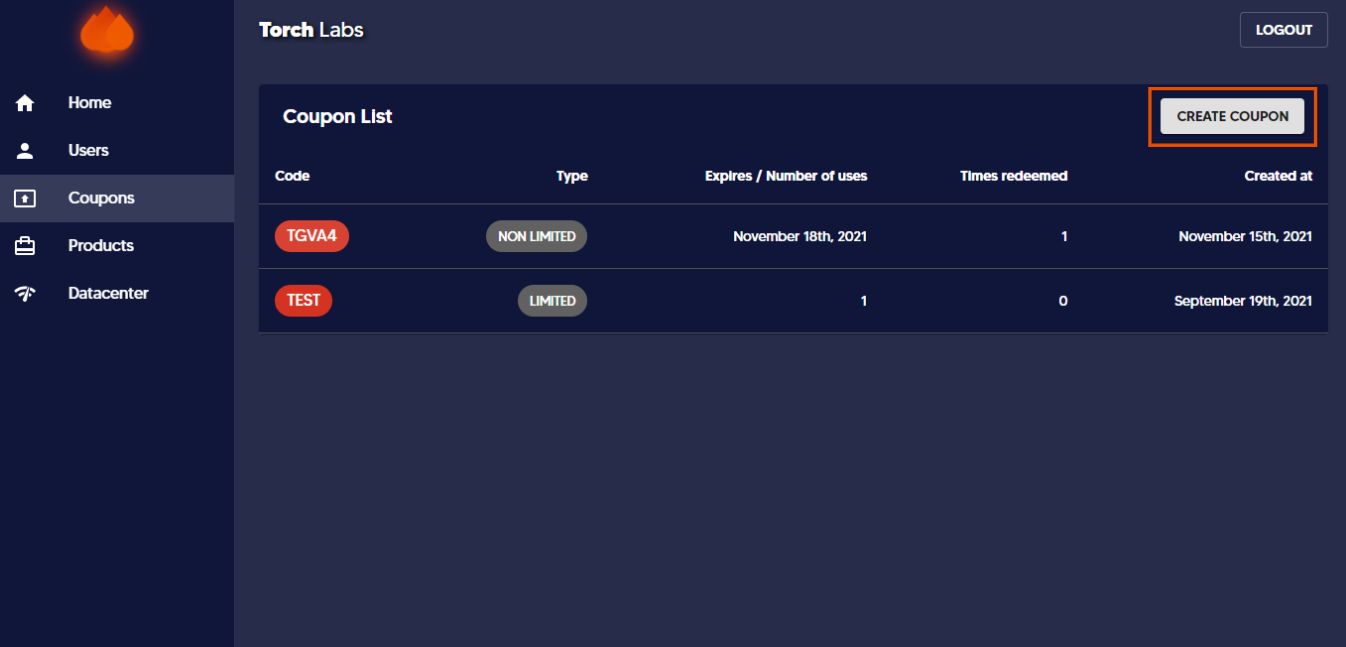 Torch Labs
LOGOUT
Home
Users
Coupons
Products
Datacenter
Coupon List
CREATE COUPON
Code Type Expires / Number of uses Times redeemed Created at
TGVA4 NON LIMITED November 18th, 2021 1 November 15th, 2021
TEST LIMITED 1 0 September 19th, 2021